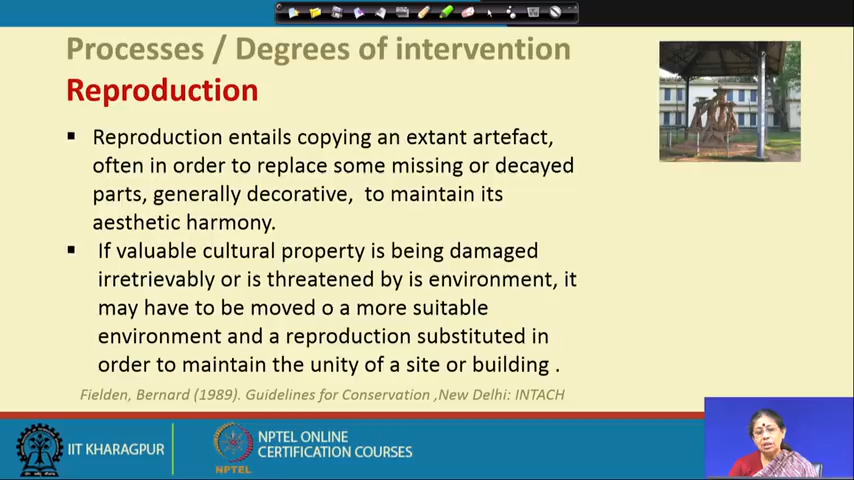 Processes / Degrees of intervention
Reproduction
▪ Reproduction entails copying an extant artefact,
often in order to replace some missing or decayed
parts, generally decorative, to maintain its
aesthetic harmony.
▪ If valuable cultural property is being damaged
irretrievably or is threatened by is environment, it
may have to be moved o a more suitable
environment and a reproduction substituted in
order to maintain the unity of a site or building .
Fielden, Bernard (1989). Guidelines for Conservation ,New Delhi: INTACH
IIT KHARAGPUR
NPTEL
NPTEL ONLINE
CERTIFICATION COURSES